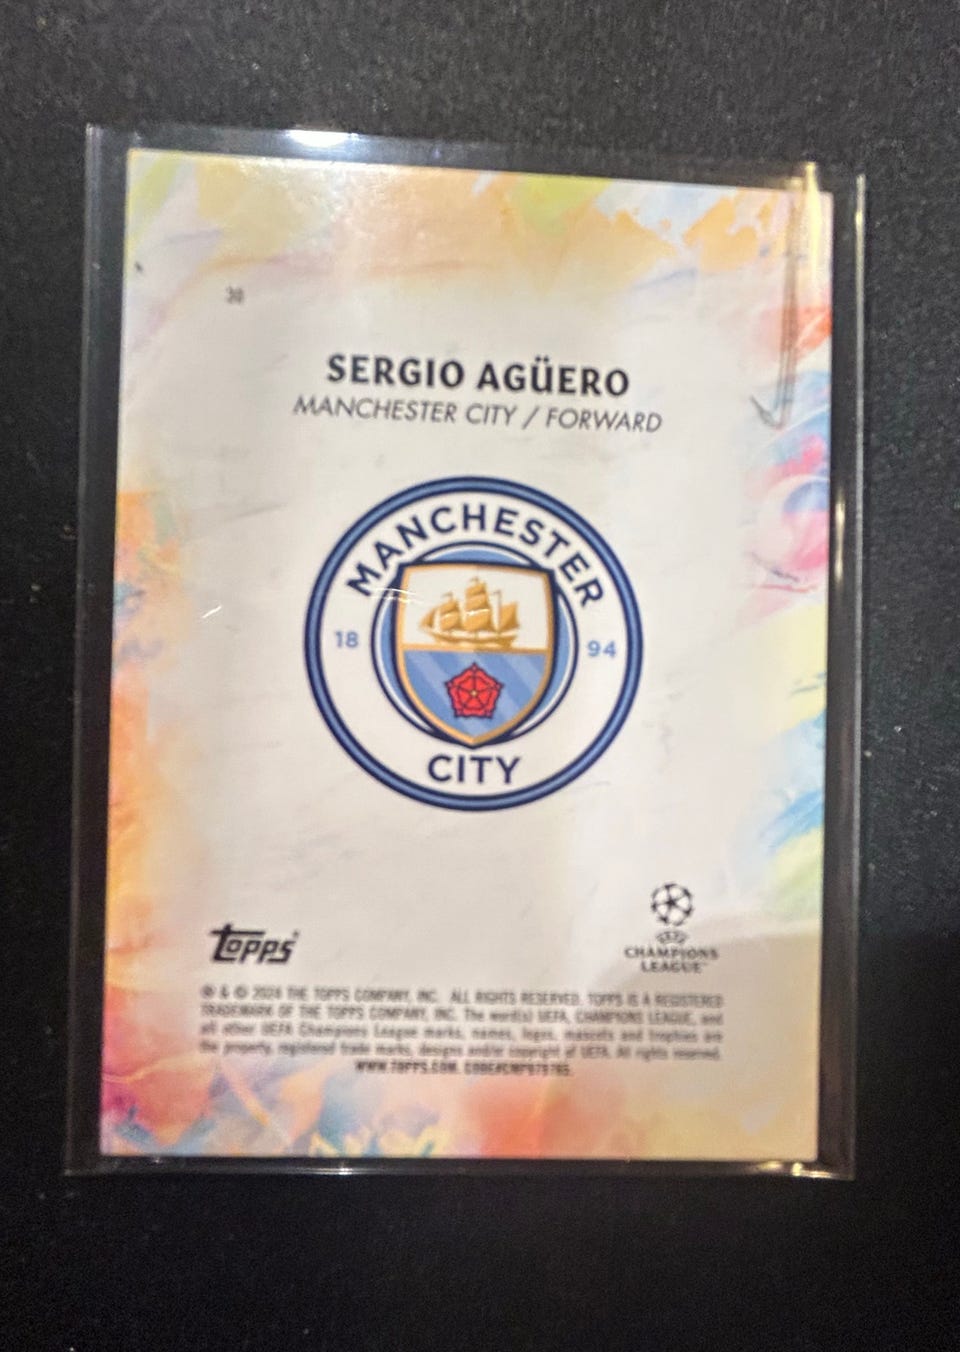 30
SERGIO AGÜERO
MANCHESTER CITY / FORWARD
MANCHESTER
18 94
CITY
topps®
UEFA
CHAMPIONS
LEAGUE™
® & © 2024 THE TOPPS COMPANY, INC. ALL RIGHTS RESERVED. TOPPS IS A REGISTERED
TRADEMARK OF THE TOPPS COMPANY, INC. The word(s) UEFA, CHAMPIONS LEAGUE, and
all other UEFA Champions League marks, names, logos, mascots and trophies are
the property, registered trade marks, designs and/or copyright of UEFA. All rights reserved.
WWW.TOPPS.COM.